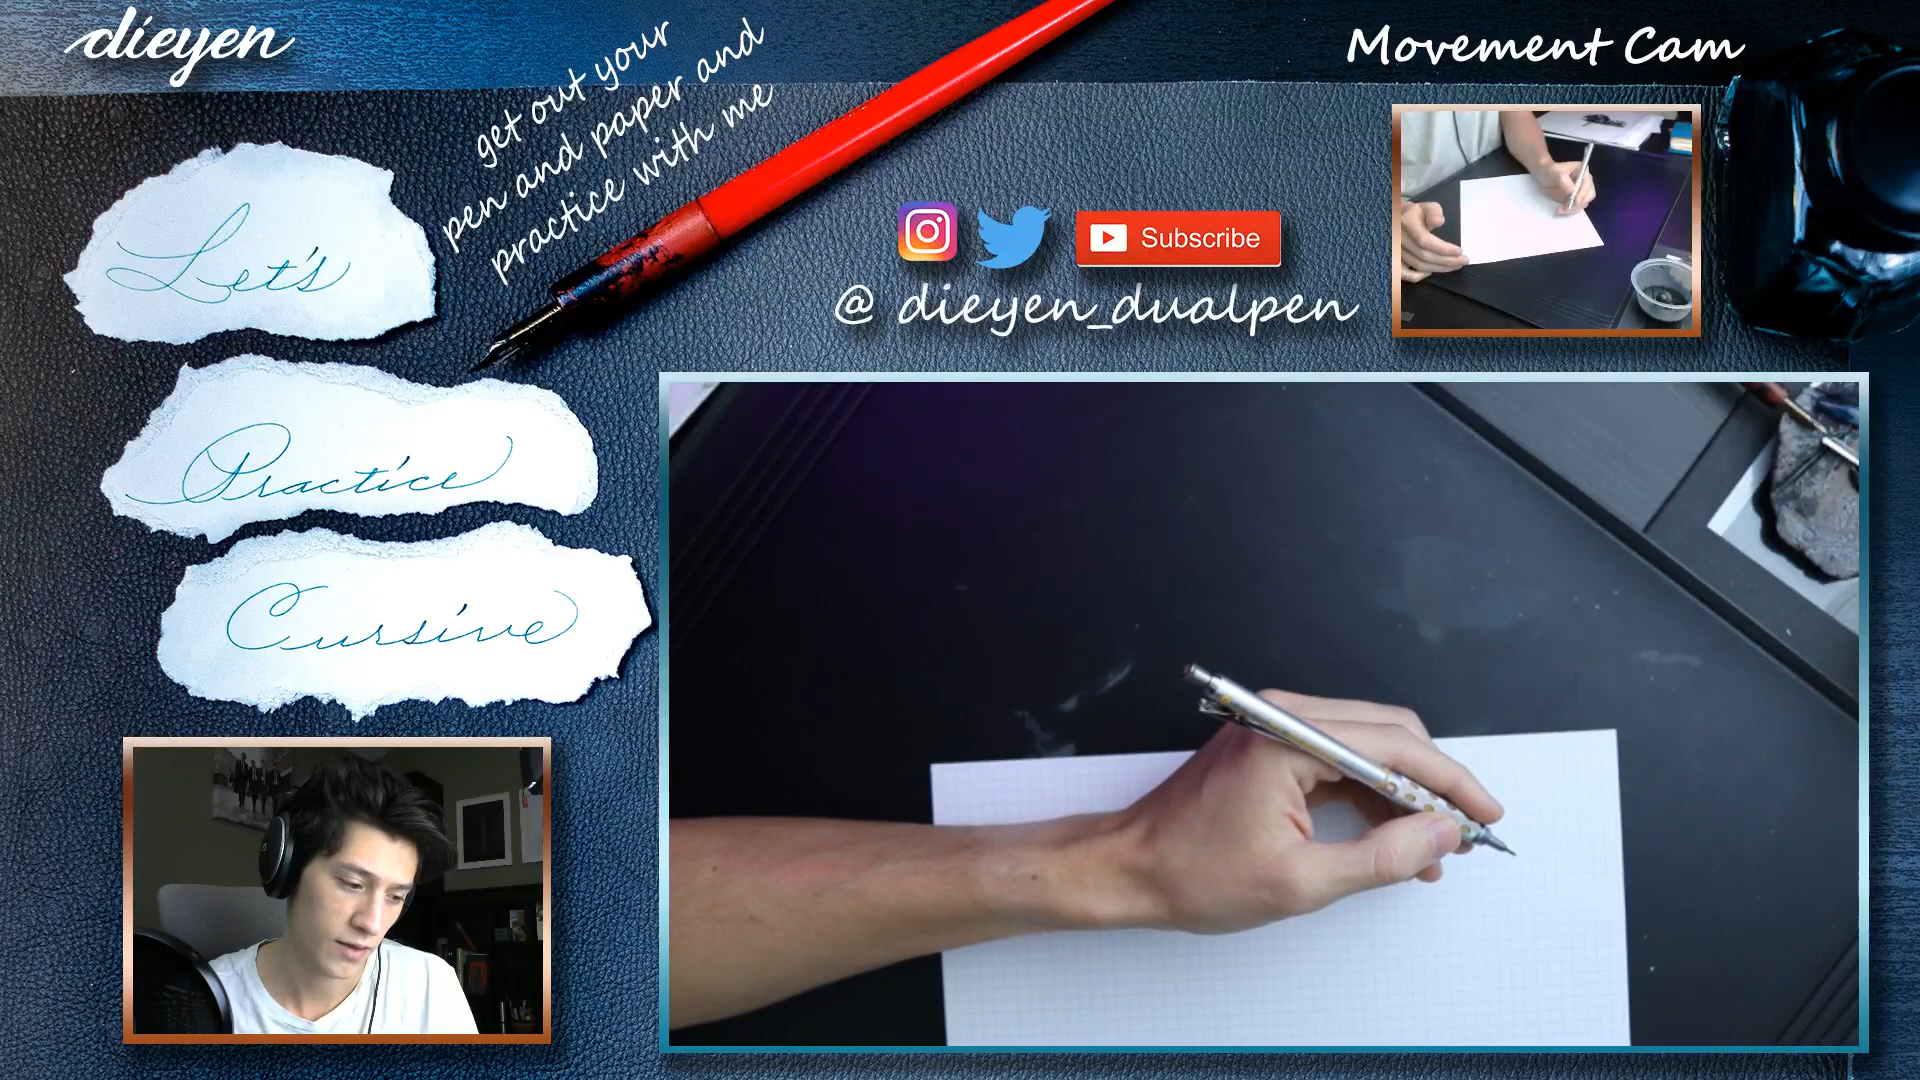 dieyen
get out your
pen and paper and
practice with me
Movement Cam
Let's
Practice
Cursive
Subscribe
@ dieyen_dualpen